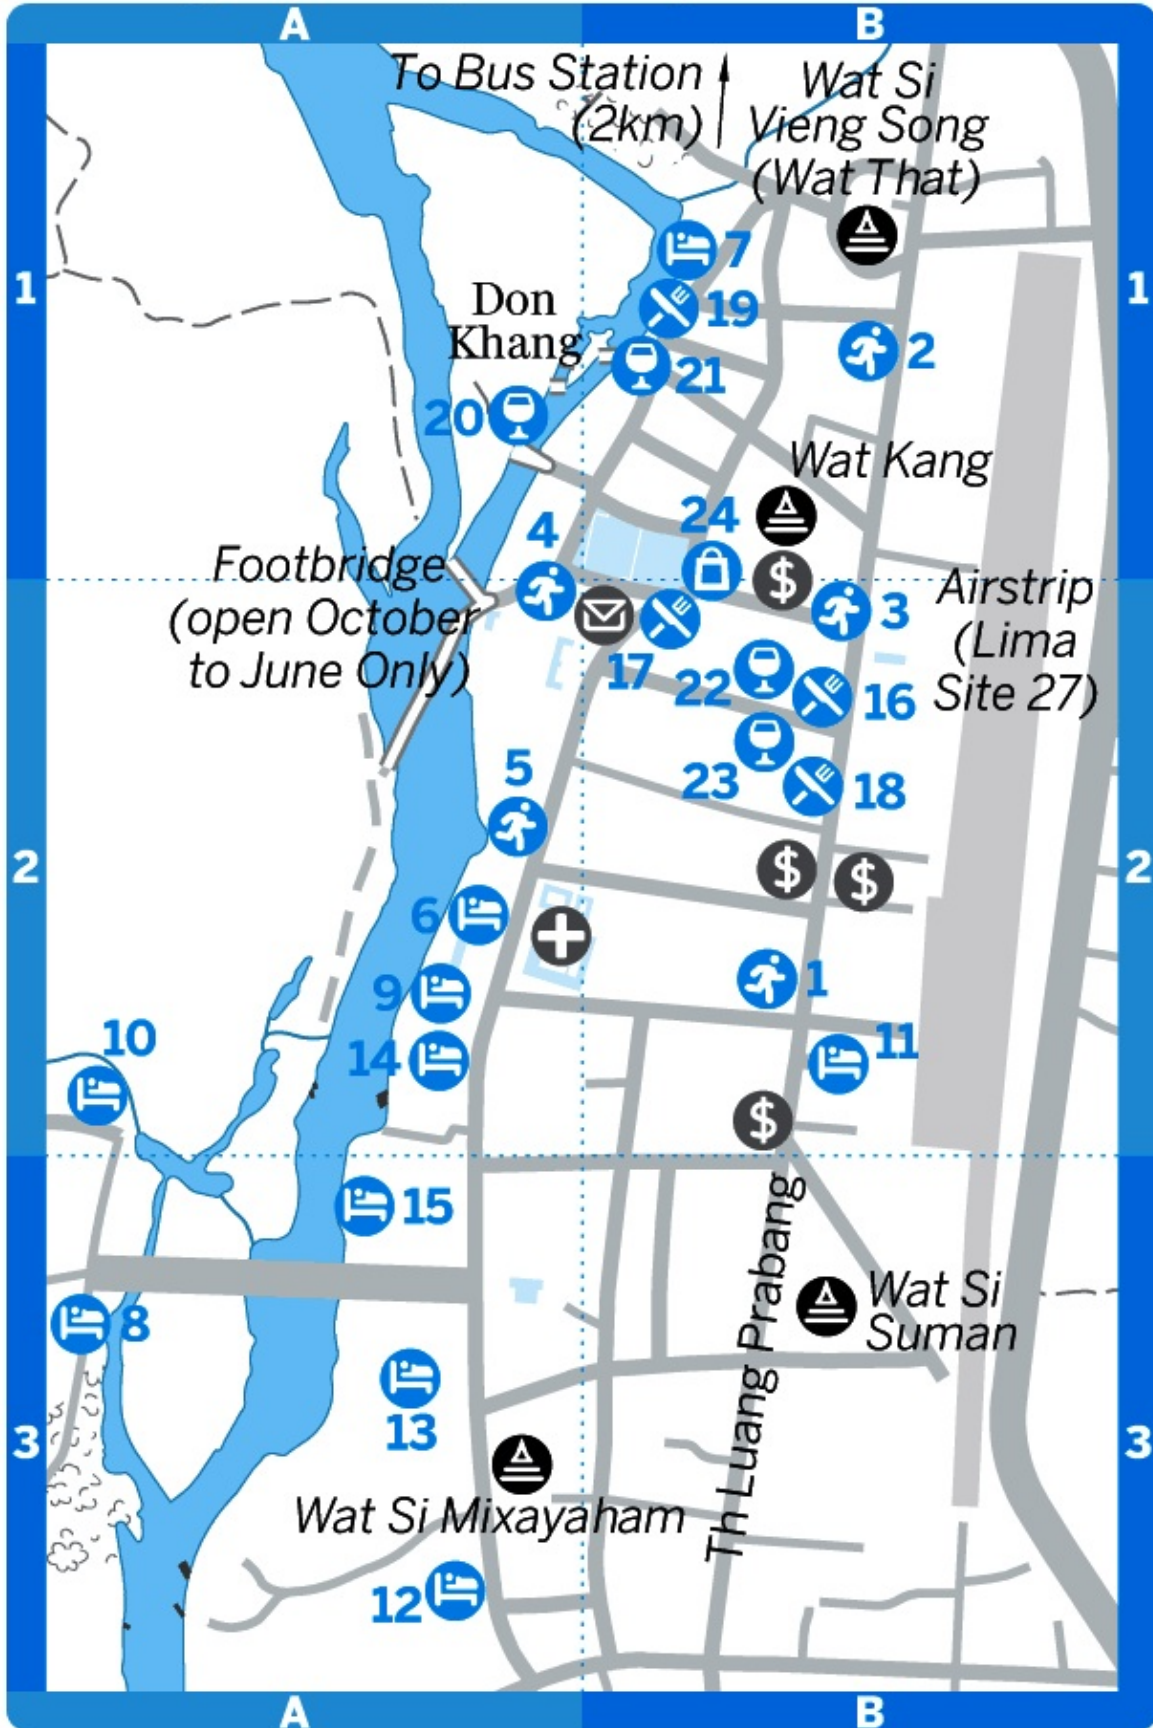 A
B
To Bus Station
(2km)
Wat Si
Vieng Song
(Wat That)
7
1
1
Don
Khang
19
2
21
20
Wat Kang
24
4
Footbridge
(open October
to June Only)
Airstrip
(Lima
Site 27)
3
17
22
16
5
23
18
2
2
6
1
9
10
14
11
15
Th Luang Prabang
Wat Si
Suman
8
13
3
3
Wat Si Mixayaham
12
A
B
$
$
$
$